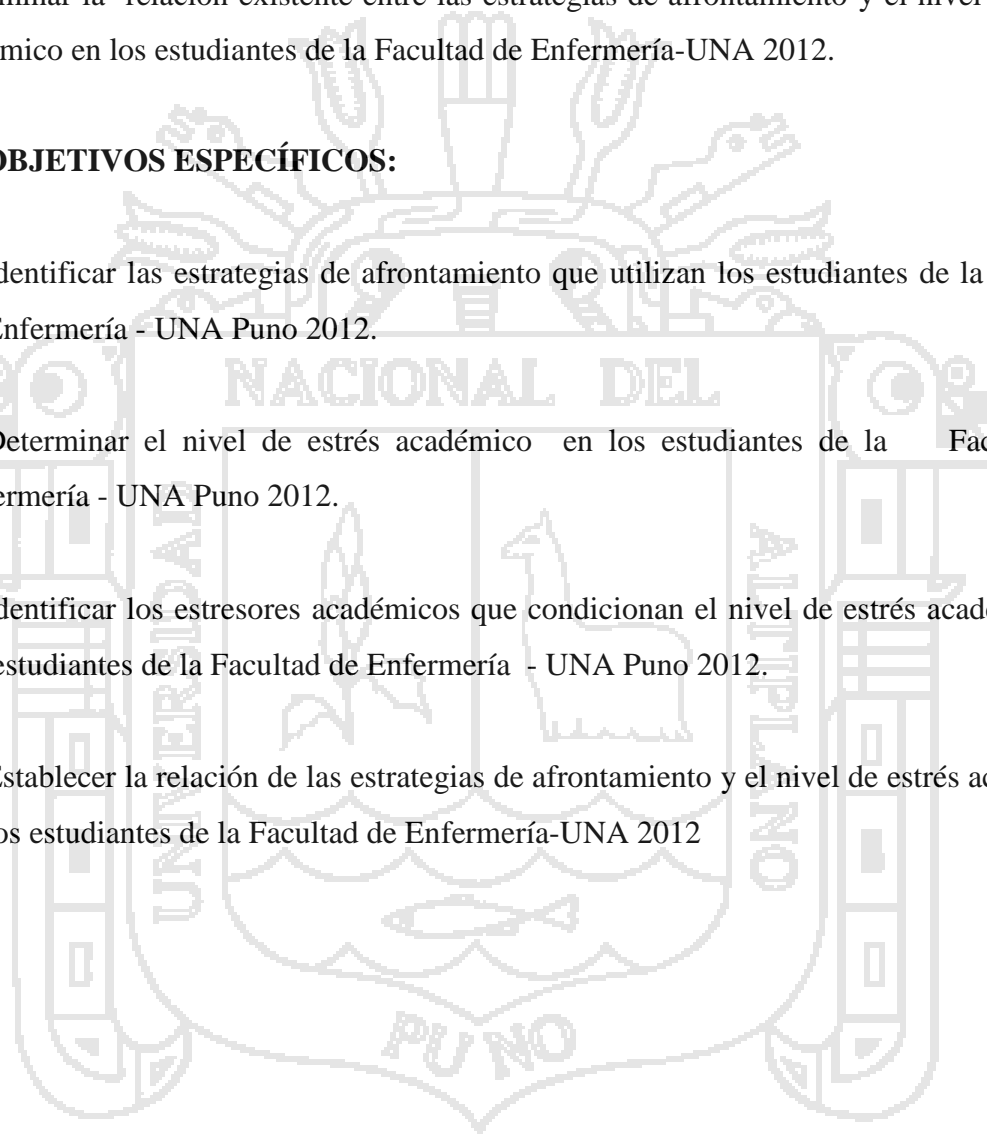 minar la relación existente entre las estrategias de afrontamiento y el nivel
mico en los estudiantes de la Facultad de Enfermería-UNA 2012.
OBJETIVOS ESPECÍFICOS:
dentificar las estrategias de afrontamiento que utilizan los estudiantes de la
Enfermería - UNA Puno 2012.
NACIONAL DEL
Determinar el nivel de estrés académico en los estudiantes de la Fac
ermería - UNA Puno 2012.
UNIVERSIDAD
ALTIPLANO
dentificar los estresores académicos que condicionan el nivel de estrés acad
estudiantes de la Facultad de Enfermería - UNA Puno 2012.
Establecer la relación de las estrategias de afrontamiento y el nivel de estrés ac
os estudiantes de la Facultad de Enfermería-UNA 2012
PUNO